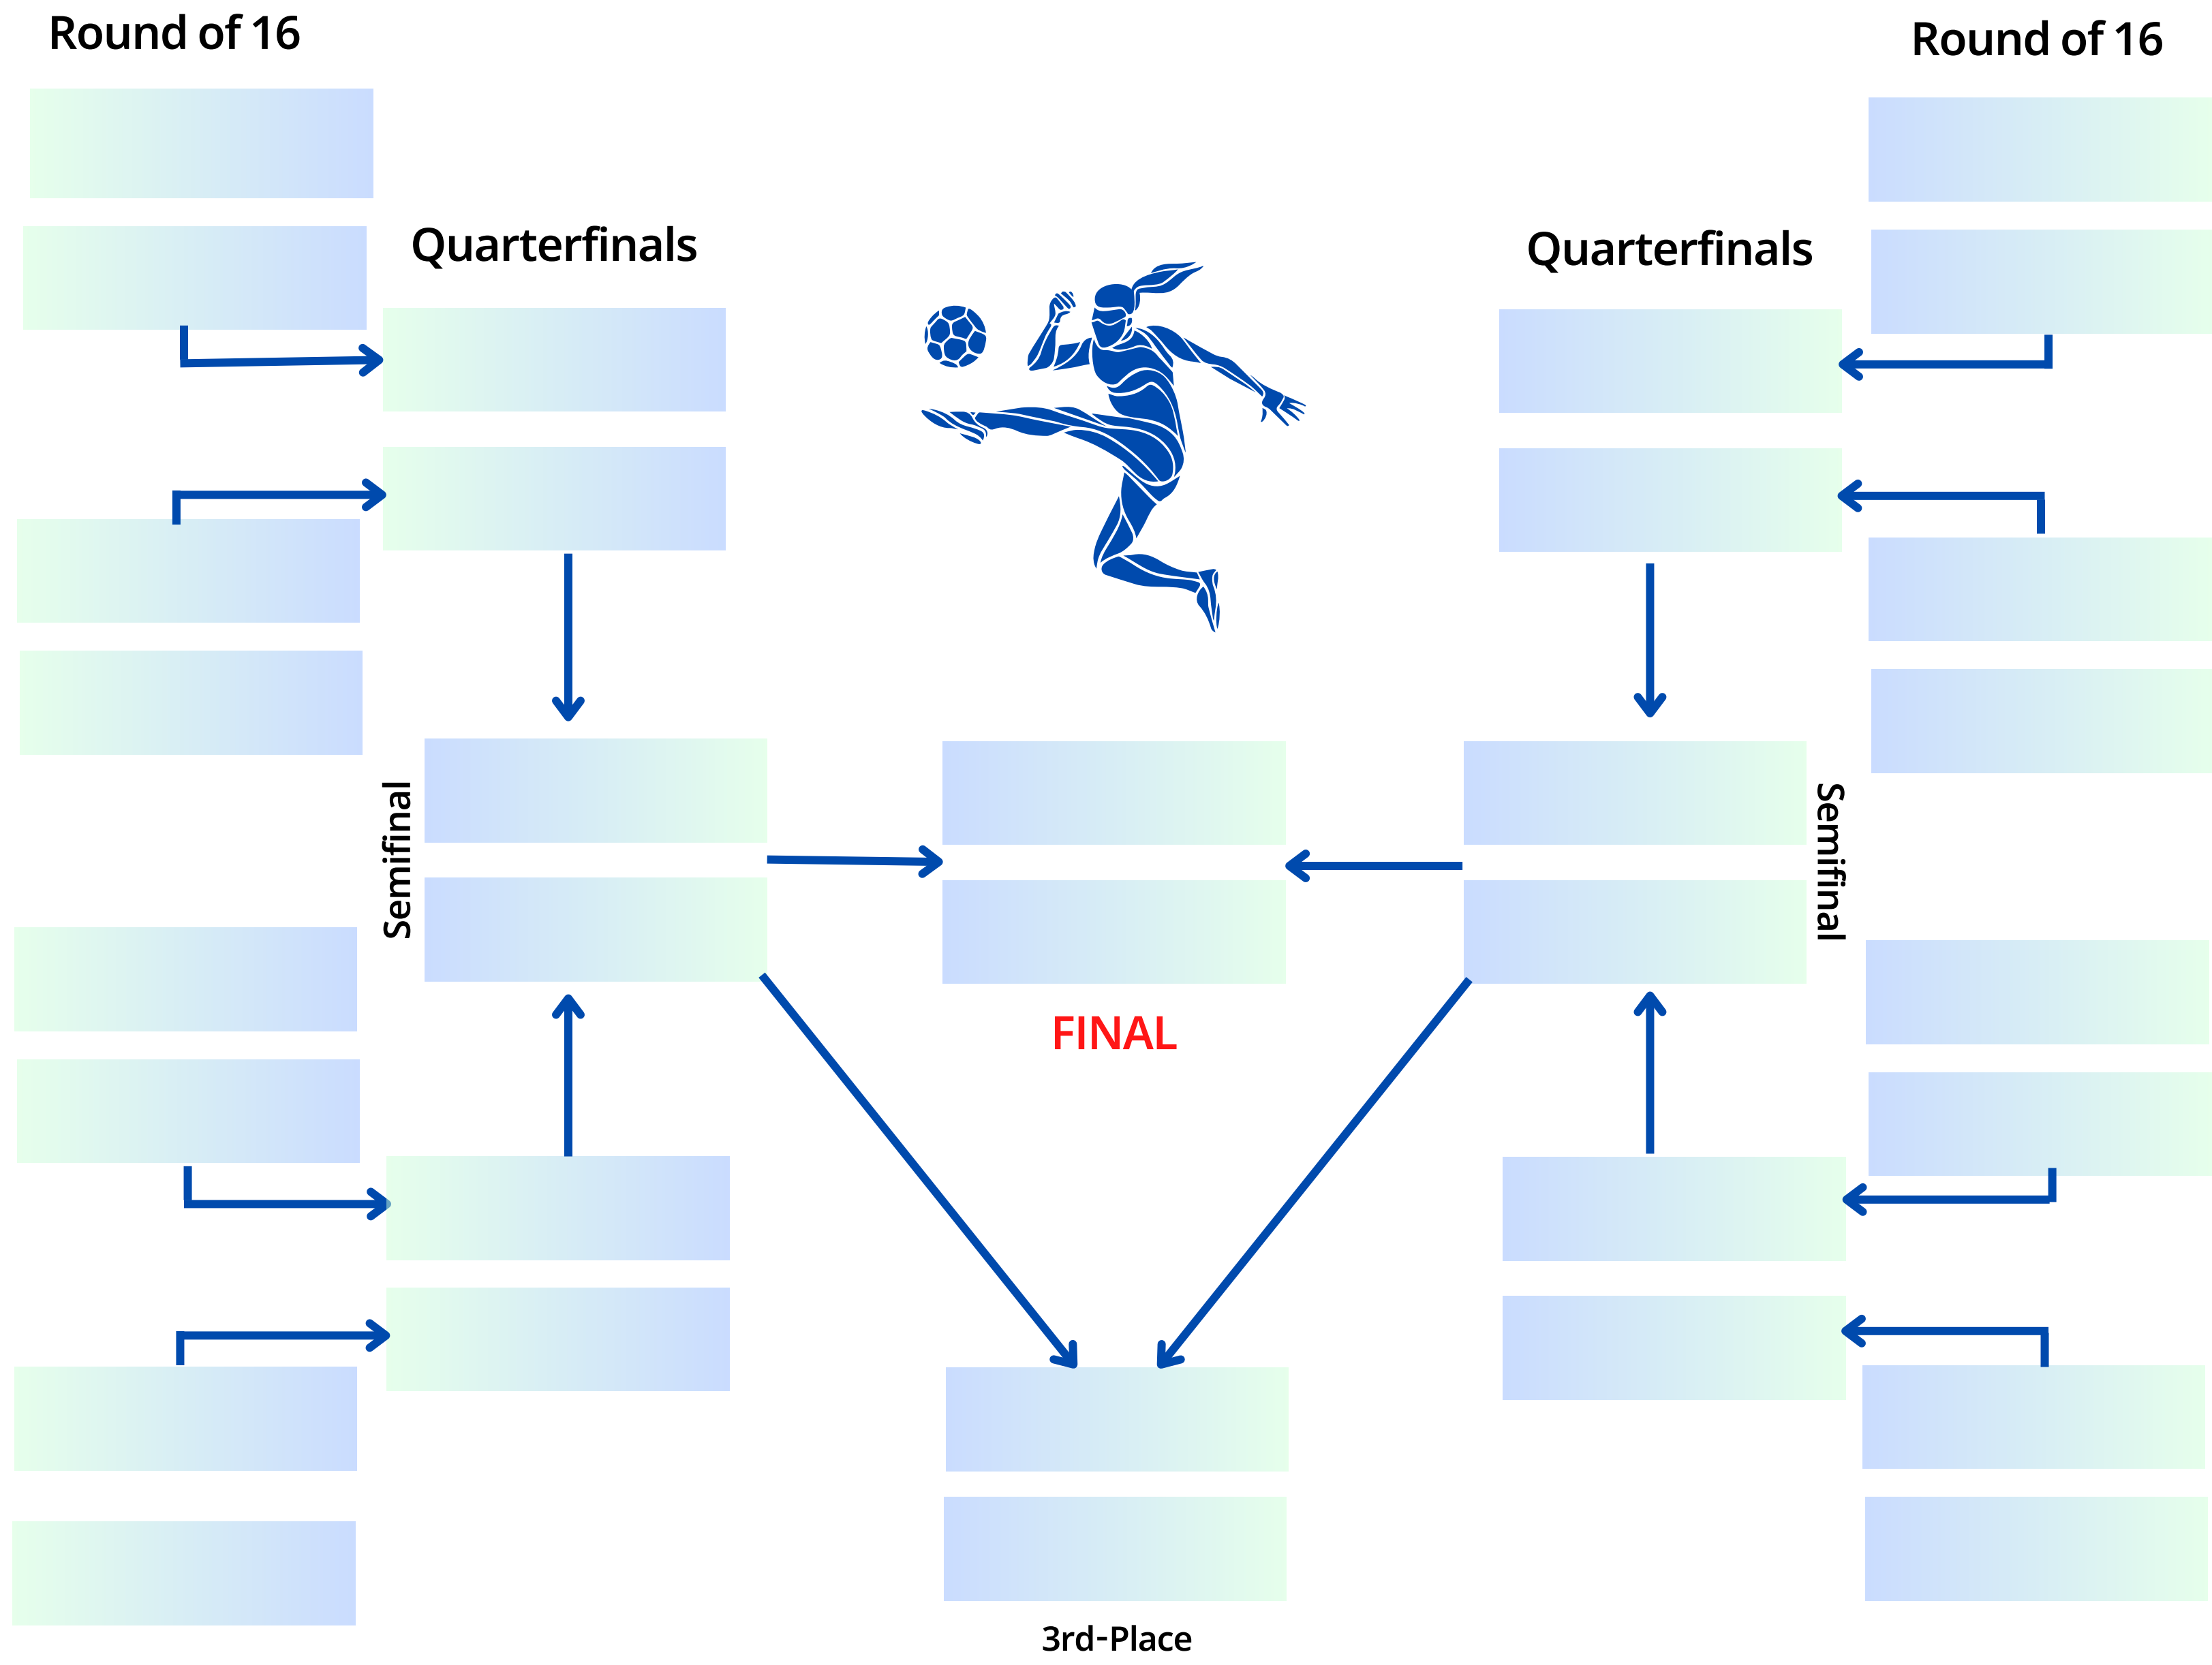 Round of 16
Round of 16
Quarterfinals
Quarterfinals
Semifinal
Semifinal
FINAL
3rd-Place